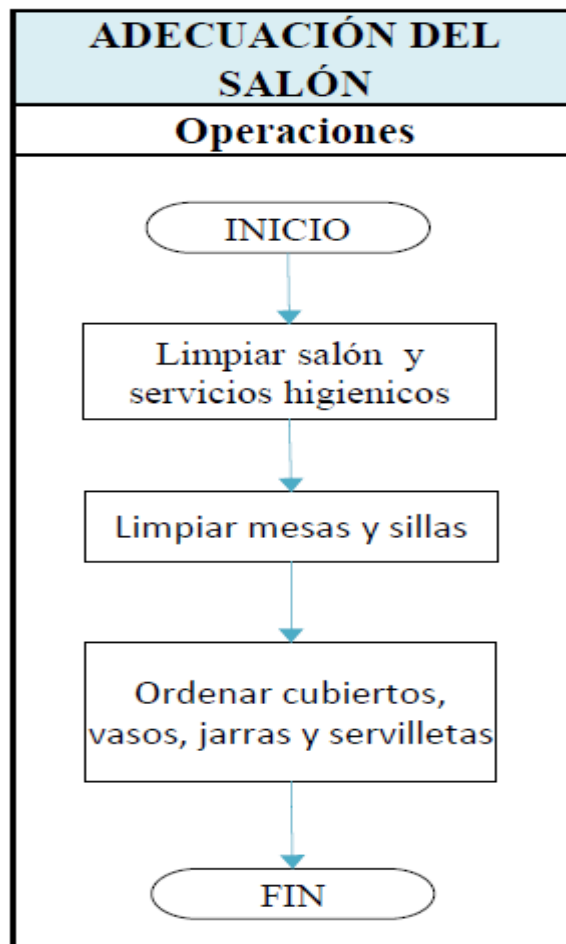 ADECUACIÓN DEL
SALÓN
Operaciones
INICIO
Limpiar salón y
servicios higienicos
Limpiar mesas y sillas
Ordenar cubiertos,
vasos, jarras y servilletas
FIN